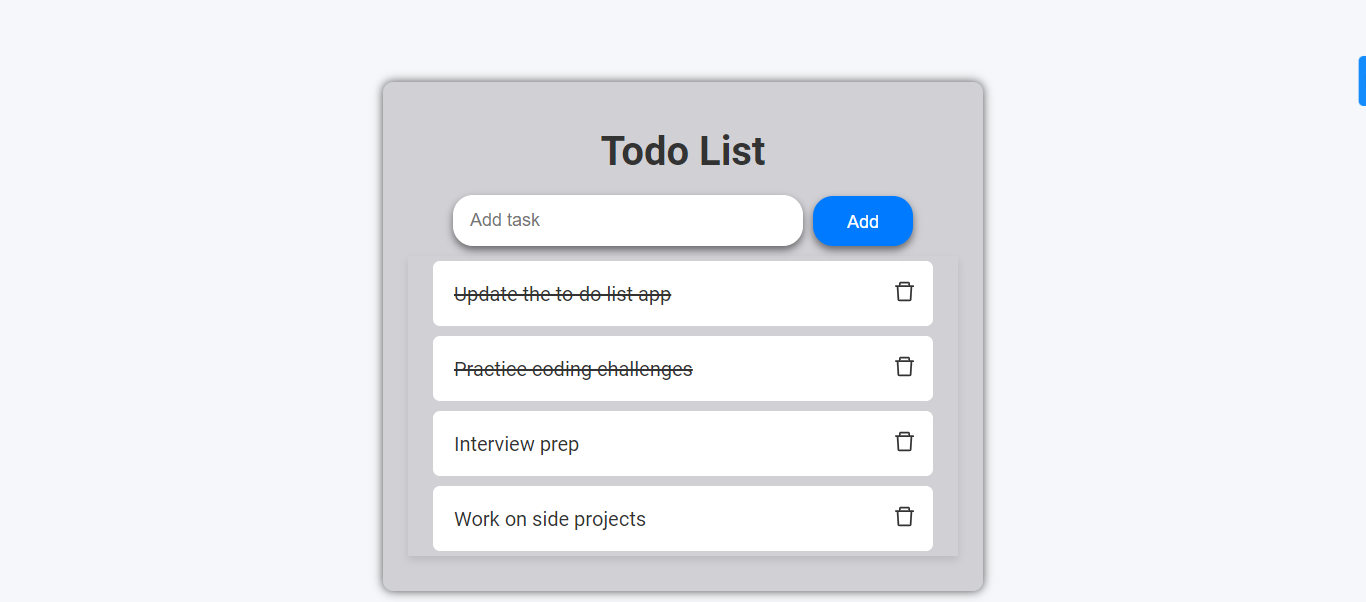 Todo List
Add task
Add
Update the to do list app
Practice coding challenges
Interview prep
Work on side projects